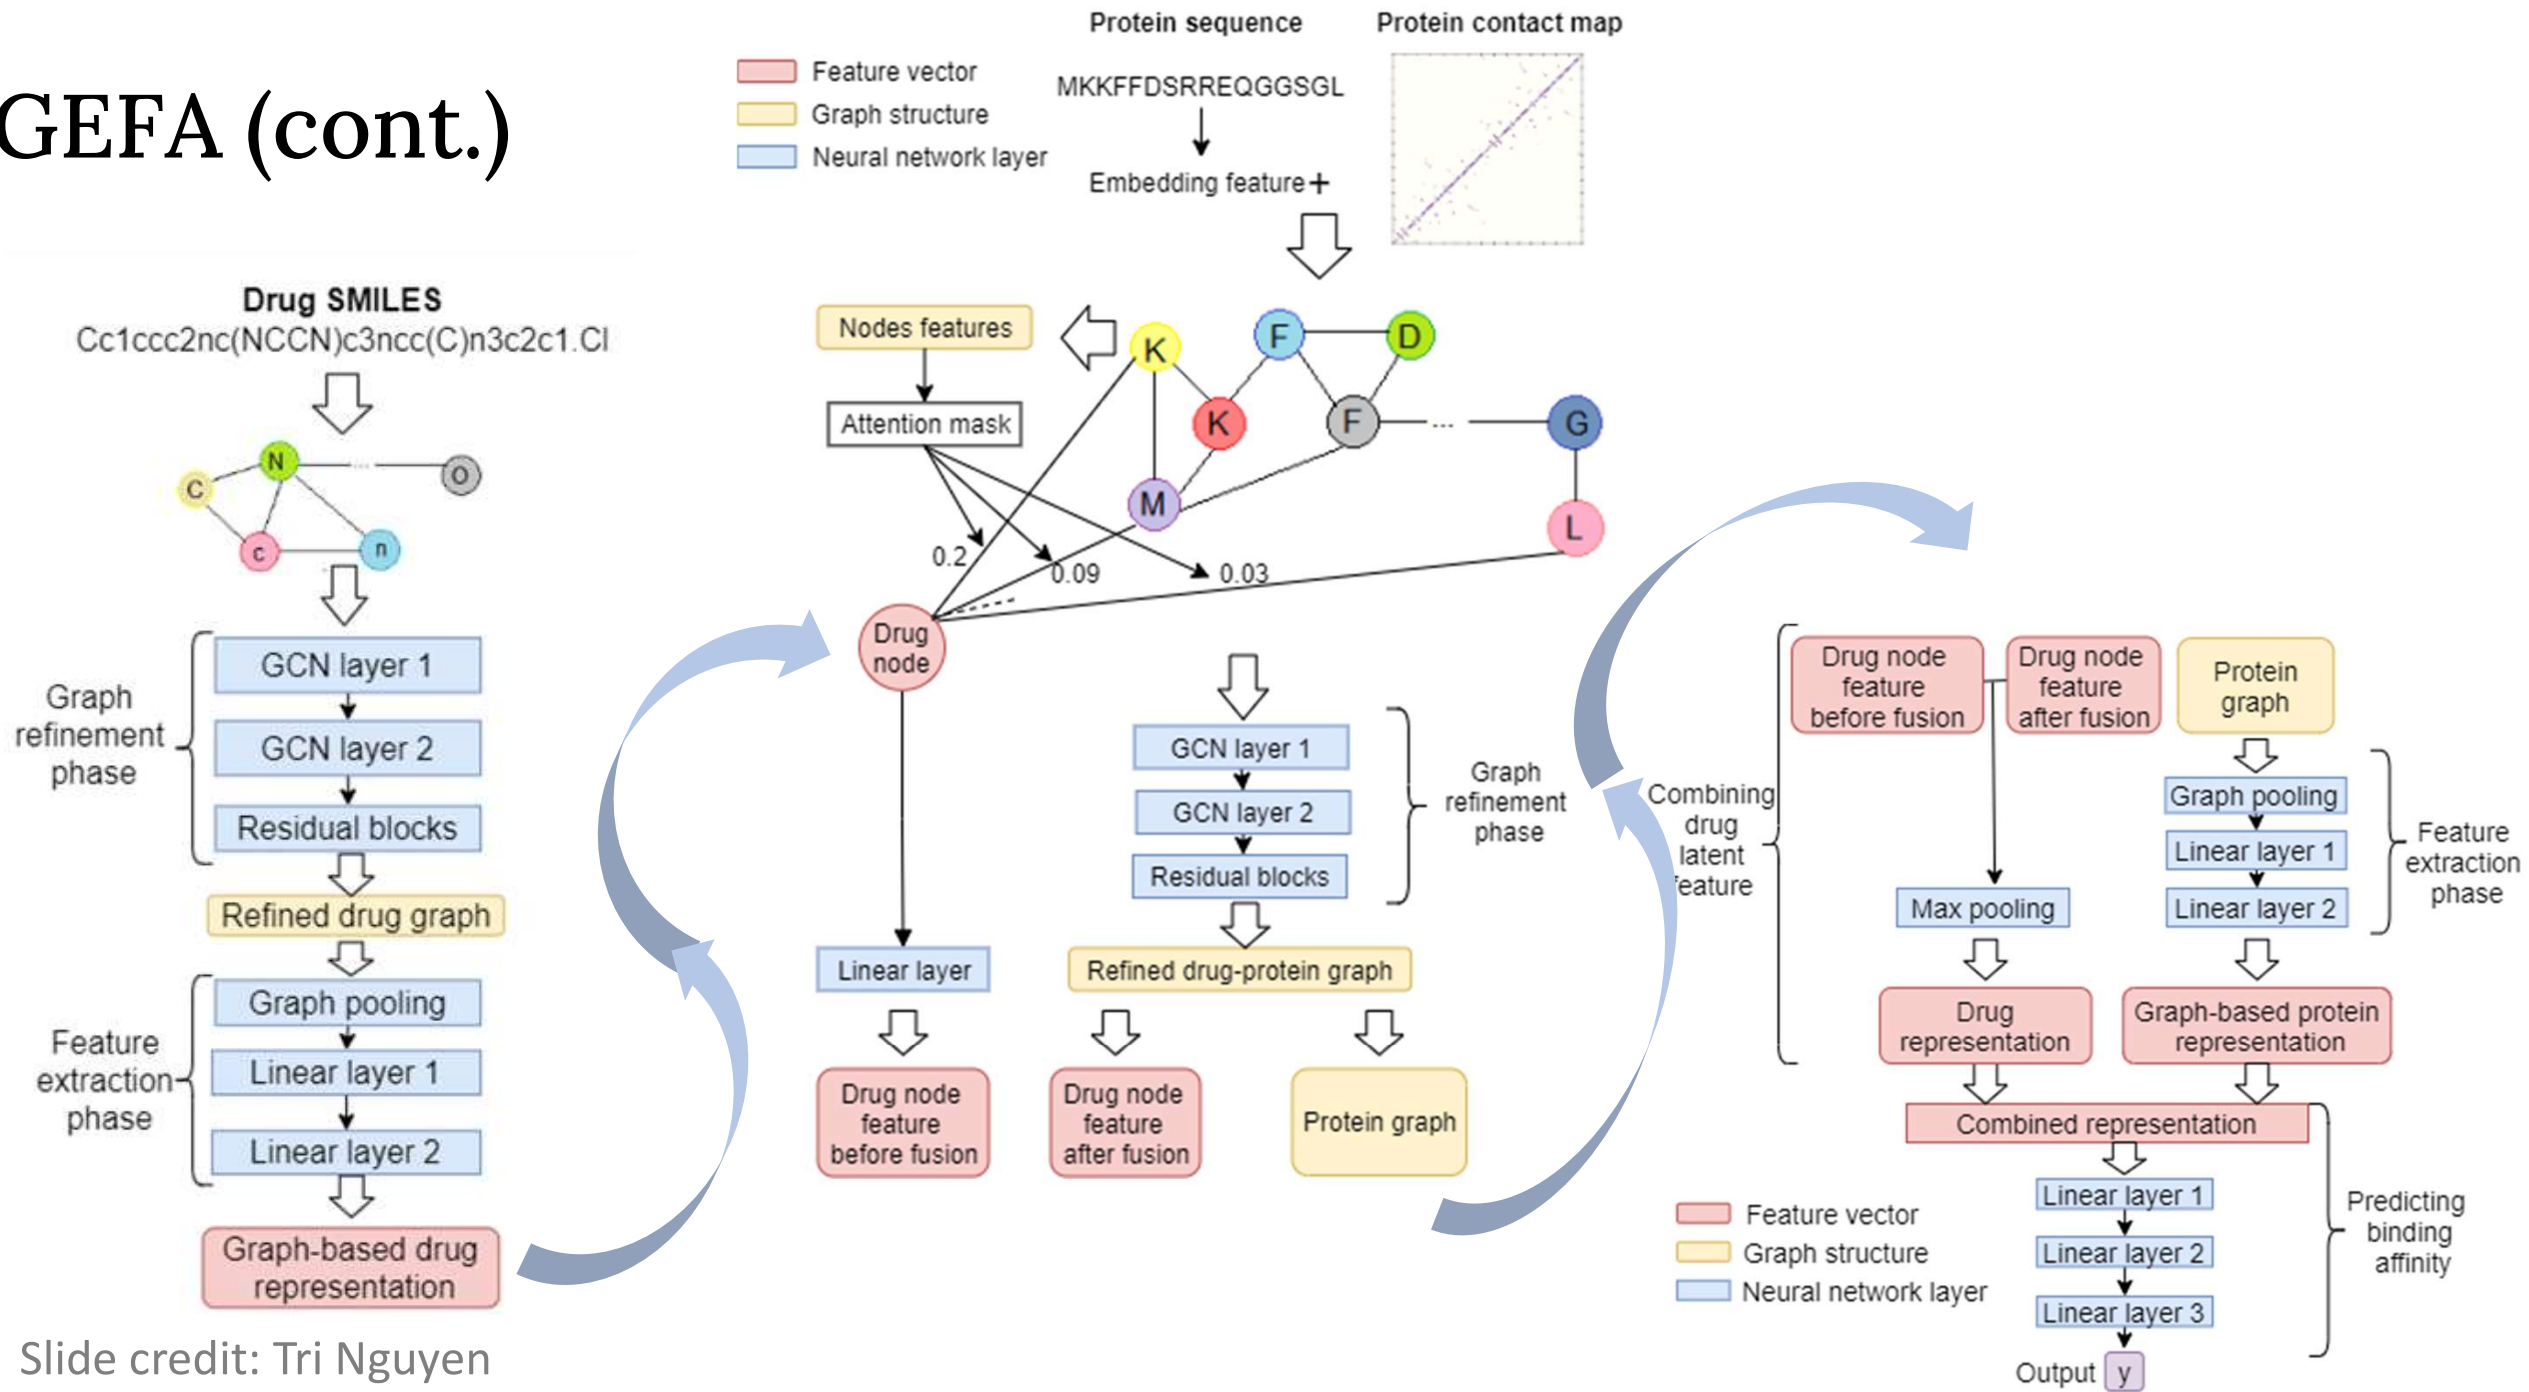 GEFA (cont.)
Drug SMILES
Cc1ccc2nc(NCCN)c3ncc(C)n3c2c1.Cl
C
N
...
O
c
n
Graph
refinement
phase
GCN layer 1
GCN layer 2
Residual blocks
Refined drug graph
Feature
extraction
phase
Graph pooling
Linear layer 1
Linear layer 2
Graph-based drug
representation
Slide credit: Tri Nguyen
Feature vector
Graph structure
Neural network layer
Protein sequence
MKKFFDSRREQGGSGL
Embedding feature +
Protein contact map
Nodes features
Attention mask
K
F
D
K
F
...
G
M
L
0.2
0.09
0.03
Drug
node
Linear layer
GCN layer 1
GCN layer 2
Residual blocks
Graph
refinement
phase
Refined drug-protein graph
Drug node
feature
before fusion
Drug node
feature
after fusion
Protein graph
Combining
drug
latent
feature
Drug node
feature
before fusion
Drug node
feature
after fusion
Protein
graph
Graph pooling
Linear layer 1
Linear layer 2
Feature
extraction
phase
Max pooling
Drug
representation
Graph-based protein
representation
Combined representation
Linear layer 1
Linear layer 2
Linear layer 3
Predicting
binding
affinity
Output y
Feature vector
Graph structure
Neural network layer